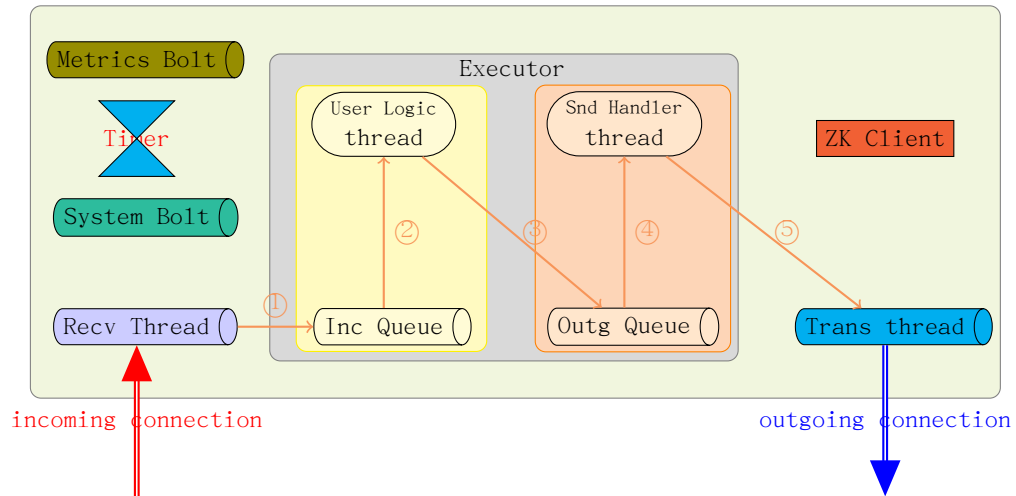 Executor
Metrics Bolt
User Logic
thread
Snd Handler
thread
Timer
ZK Client
System Bolt
②
③
④
⑤
①
Recv Thread
Inc Queue
Outg Queue
Trans thread
incoming connection
outgoing connection